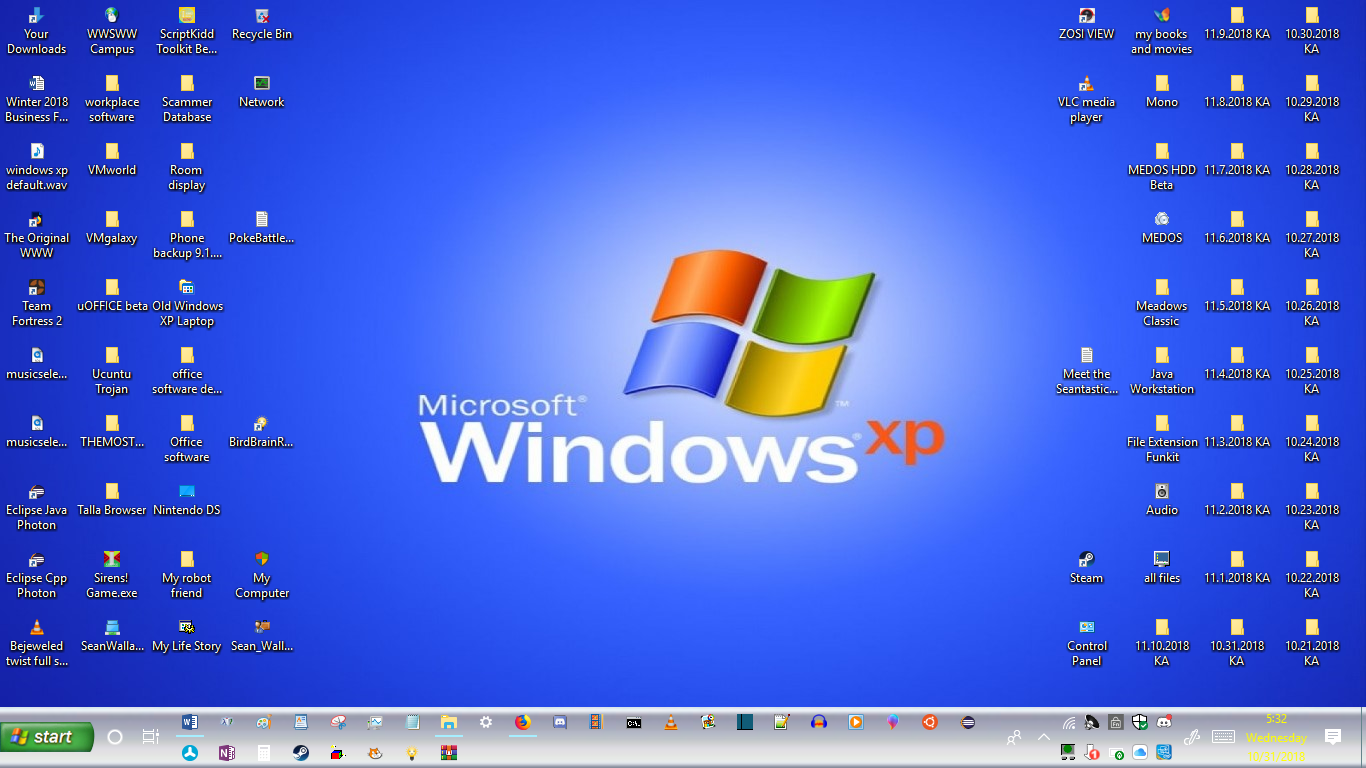 Your
Downloads
WWSWW
Campus
ScriptKidd
Toolkit Be...
Recycle Bin
ZOSI VIEW
my books
and movies
11.9.2018 KA
10.30.2018
KA
Winter 2018
Business F...
workplace
software
Scammer
Database
Network
VLC media
player
Mono
11.8.2018 KA
10.29.2018
KA
windows xp
default.wav
VMworld
Room
display
MEDOS HDD
Beta
11.7.2018 KA
10.28.2018
KA
The Original
WWW
VMgalaxy
Phone
backup 9.1....
PokeBattle...
MEDOS
11.6.2018 KA
10.27.2018
KA
Team
Fortress 2
uOFFICE beta
Old Windows
XP Laptop
Meadows
Classic
11.5.2018 KA
10.26.2018
KA
musicsele...
Ucuntu
Trojan
office
software de...
Meet the
Seantastic...
Java
Workstation
11.4.2018 KA
10.25.2018
KA
musicsele...
THEMOST...
Office
software
BirdBrainR...
File Extension
Funkit
11.3.2018 KA
10.24.2018
KA
Eclipse Java
Photon
Talla Browser
Nintendo DS
Audio
11.2.2018 KA
10.23.2018
KA
Eclipse Cpp
Photon
Sirens!
Game.exe
My robot
friend
My
Computer
Steam
all files
11.1.2018 KA
10.22.2018
KA
Bejeweled
twist full s...
SeanWalla...
My Life Story
Sean_Wall...
Control
Panel
11.10.2018
KA
10.31.2018
KA
10.21.2018
KA
Microsoft®
Windows® xp
™
start
5:32
Wednesday
10/31/2018